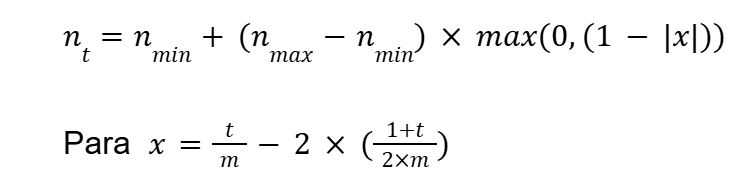 n_t = n_min + (n_max − n_min) × max(0, (1 − |x|))
Para x = t/m − 2 × (1+t / 2×m)